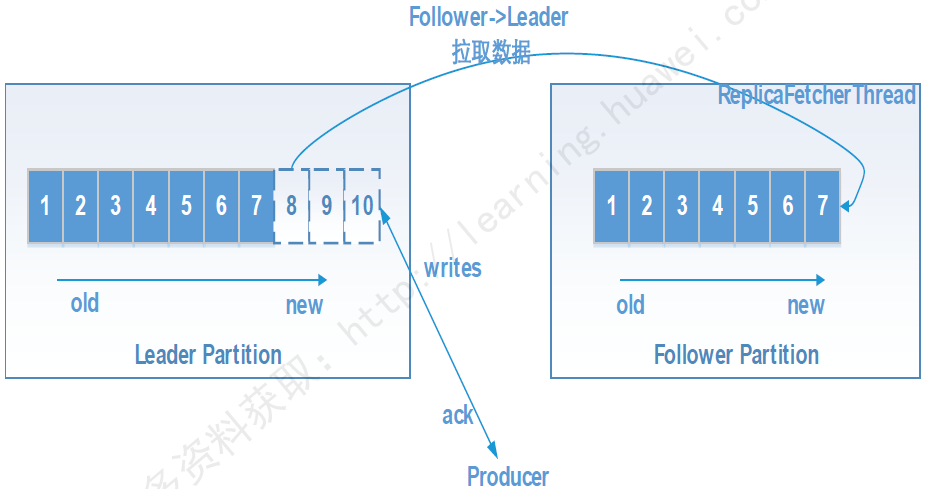 Follower->Leader
拉取数据
ReplicaFetcherThread
1 2 3 4 5 6 7 8 9 10
1 2 3 4 5 6 7
writes
old new
old new
Leader Partition
Follower Partition
ack
Producer
多资料获取：http://learning.huawei.co